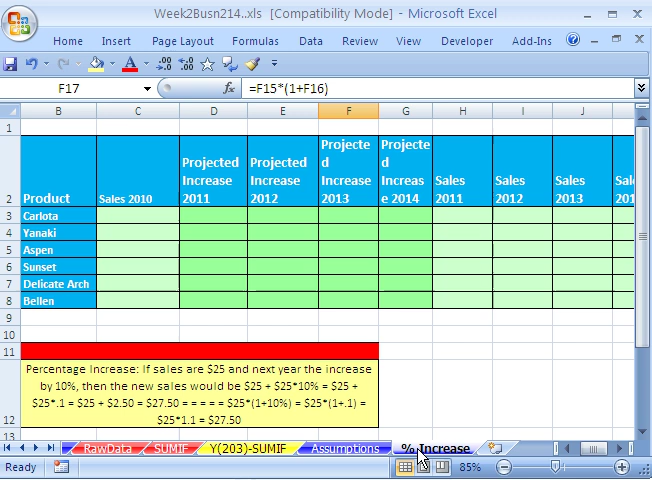 Week2Busn214..xls [Compatibility Mode] - Microsoft Excel
Home Insert Page Layout Formulas Data Review View Developer Add-Ins
F17 fx =F15*(1+F16)
B C D E F G H I J
1
2 Product Sales 2010 Projected Increase 2011 Projected Increase 2012 Projecte d Increase 2013 Projecte d Increas e 2014 Sales 2011 Sales 2012 Sales 2013 Sal 201
3 Carlota
4 Yanaki
5 Aspen
6 Sunset
7 Delicate Arch
8 Bellen
9
10
11
12
Percentage Increase: If sales are $25 and next year the increase
by 10%, then the new sales would be $25 + $25*10% = $25 +
$25*.1 = $25 + 2.50 = $27.50 = = = = = $25*(1+10%) = $25*(1+.1) =
$25*1.1 = $27.50
13
RawData SUMIF Y(203)-SUMIF Assumptions % Increase
Ready 85%